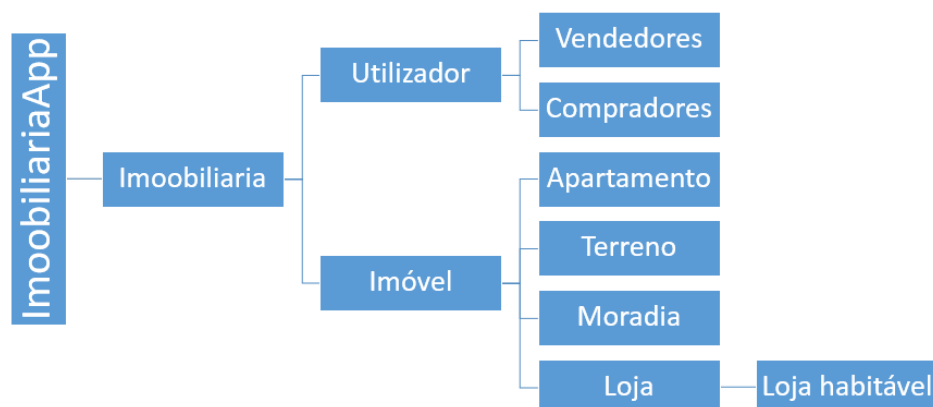 ImoobiliariaApp
Imoobiliaria
Utilizador
Vendedores
Compradores
Imóvel
Apartamento
Terreno
Moradia
Loja
Loja habitável